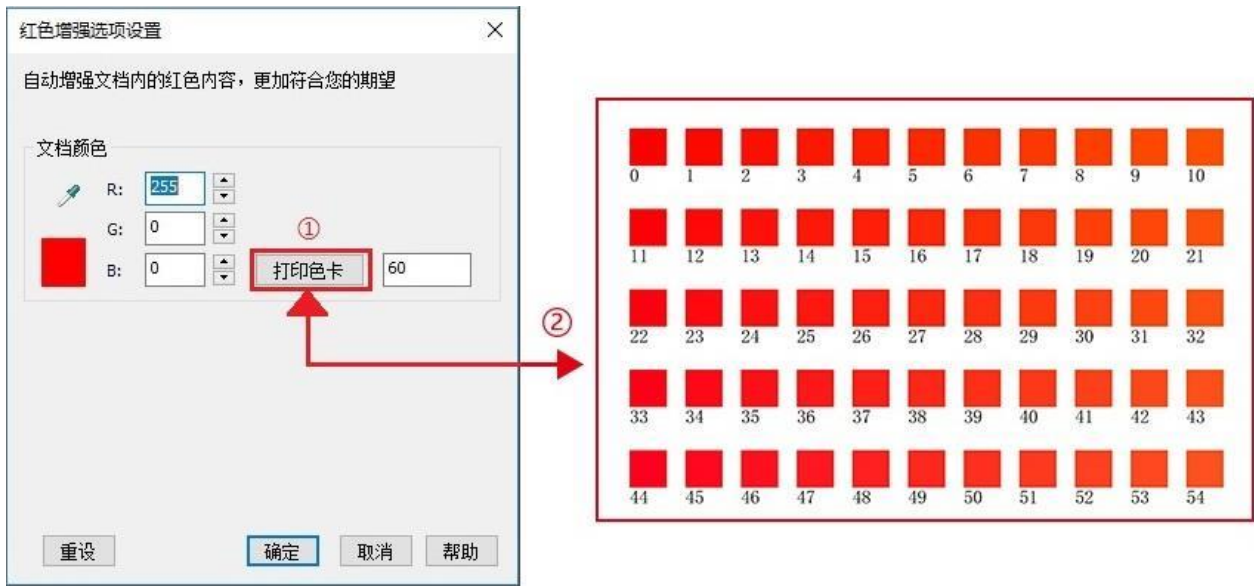 红色增强选项设置
自动增强文档内的红色内容，更加符合您的期望
文档颜色
R: 255
G: 0
①
B: 0 打印色卡 60
②
重设 确定 取消 帮助
0 1 2 3 4 5 6 7 8 9 10
11 12 13 14 15 16 17 18 19 20 21
22 23 24 25 26 27 28 29 30 31 32
33 34 35 36 37 38 39 40 41 42 43
44 45 46 47 48 49 50 51 52 53 54